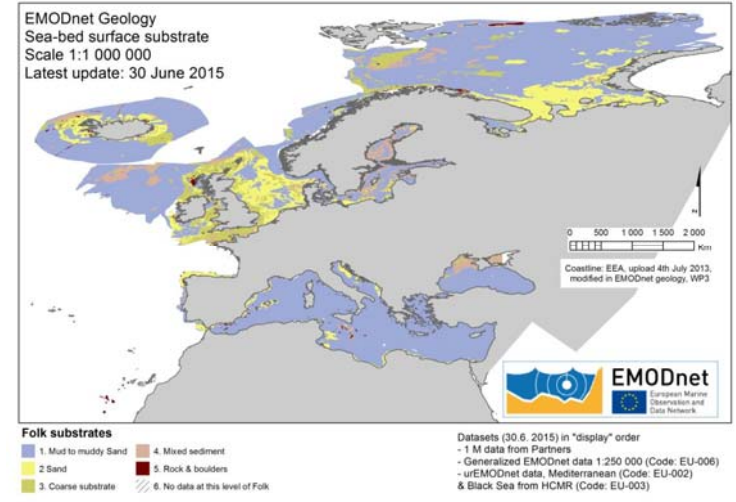 EMODnet Geology
Sea-bed surface substrate
Scale 1:1 000 000
Latest update: 30 June 2015
N
0 500 1 000 1 500 2 000
Km
Coastline: EEA, upload 4th July 2013,
modified in EMODnet geology, WP3
EMODnet
European Marine
Observation and
Data Network
Folk substrates
1. Mud to muddy Sand
2 Sand
3. Coarse substrate
4. Mixed sediment
5. Rock & boulders
6. No data at this level of Folk
Datasets (30.6. 2015) in "display" order
- 1 M data from Partners
- Generalized EMODnet data 1:250 000 (Code: EU-006)
- urEMODnet data, Mediterranean (Code: EU-002)
& Black Sea from HCMR (Code: EU-003)